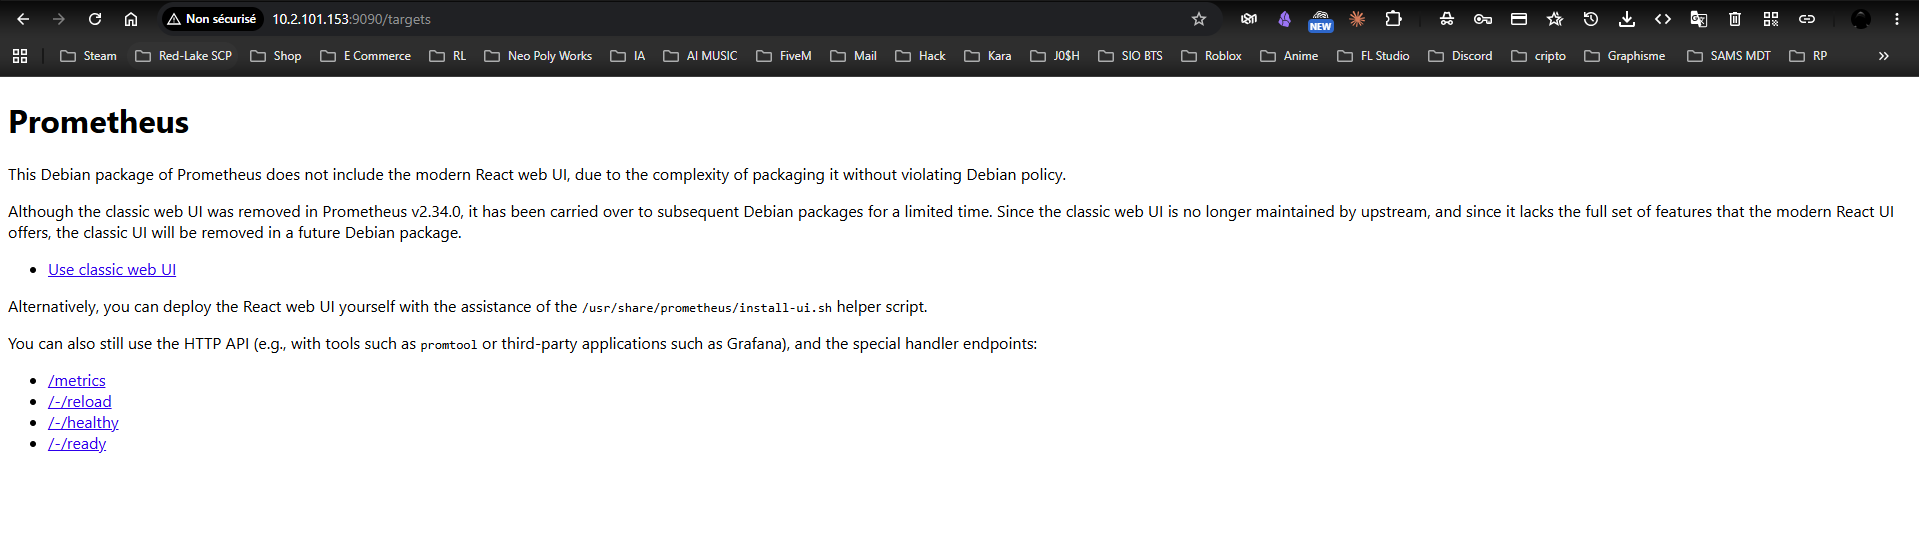 Non sécurisé 10.2.101.153:9090/targets
NEW
Steam Red-Lake SCP Shop E Commerce RL Neo Poly Works IA AI MUSIC FiveM Mail Hack Kara J0$H SIO BTS Roblox Anime FL Studio Discord cripto Graphisme SAMS MDT RP »
Prometheus
This Debian package of Prometheus does not include the modern React web UI, due to the complexity of packaging it without violating Debian policy.
Although the classic web UI was removed in Prometheus v2.34.0, it has been carried over to subsequent Debian packages for a limited time. Since the classic web UI is no longer maintained by upstream, and since it lacks the full set of features that the modern React UI
offers, the classic UI will be removed in a future Debian package.
• Use classic web UI
Alternatively, you can deploy the React web UI yourself with the assistance of the /usr/share/prometheus/install-ui.sh helper script.
You can also still use the HTTP API (e.g., with tools such as promtool or third-party applications such as Grafana), and the special handler endpoints:
• /metrics
• /-/reload
• /-/healthy
• /-/ready